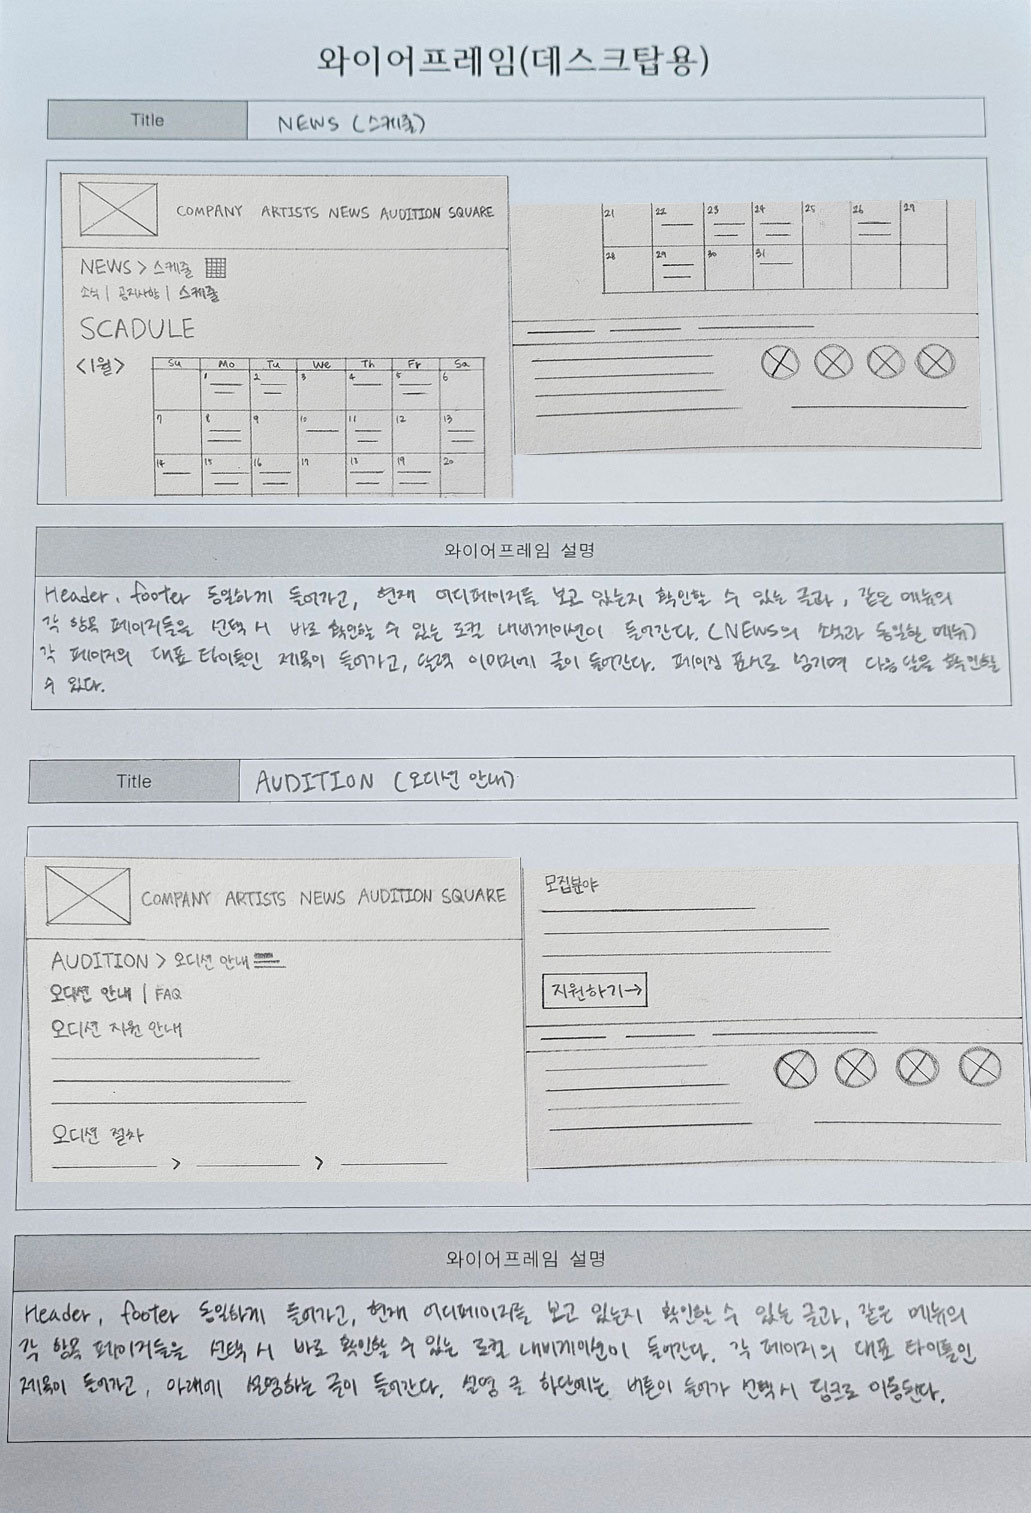 와이어프레임(데스크탑용)
Title
NEWS (스케줄)
COMPANY ARTISTS NEWS AUDITION SQUARE
NEWS > 스케줄
소식 | 공지사항 | 스케줄
SCADULE
<1월>
Su Mo Tu We Th Fr Sa
1 2 3 4 5 6
7 8 9 10 11 12 13
14 15 16 17 18 19 20
21 22 23 24 25 26 27
28 29 30 31
와이어프레임 설명
Header, footer 동일하게 들어가고, 현재 어디페이지를 보고 있는지 확인할 수 있는 글과, 같은 메뉴의
각 항목 페이지들을 선택 시 바로 확인할 수 있는 로컬 내비게이션이 들어간다. (NEWS의 소식과 동일한 메뉴)
각 페이지의 대표 타이틀인 제목이 들어가고, 달력 이미지에 글이 들어간다. 페이징 표시로 넘기며 다음 달을 확인할
수 있다.
Title
AUDITION (오디션 안내)
COMPANY ARTISTS NEWS AUDITION SQUARE
AUDITION > 오디션 안내
오디션 안내 | FAQ
오디션 지원 안내
오디션 절차
> >
모집분야
지원하기→
와이어프레임 설명
Header, footer 동일하게 들어가고, 현재 어디페이지를 보고 있는지 확인할 수 있는 글과, 같은 메뉴의
각 항목 페이지들을 선택 시 바로 확인할 수 있는 로컬 내비게이션이 들어간다. 각 페이지의 대표 타이틀인
제목이 들어가고, 아래에 설명하는 글이 들어간다. 설명 글 하단에는 버튼이 들어가 선택 시 링크로 이동된다.